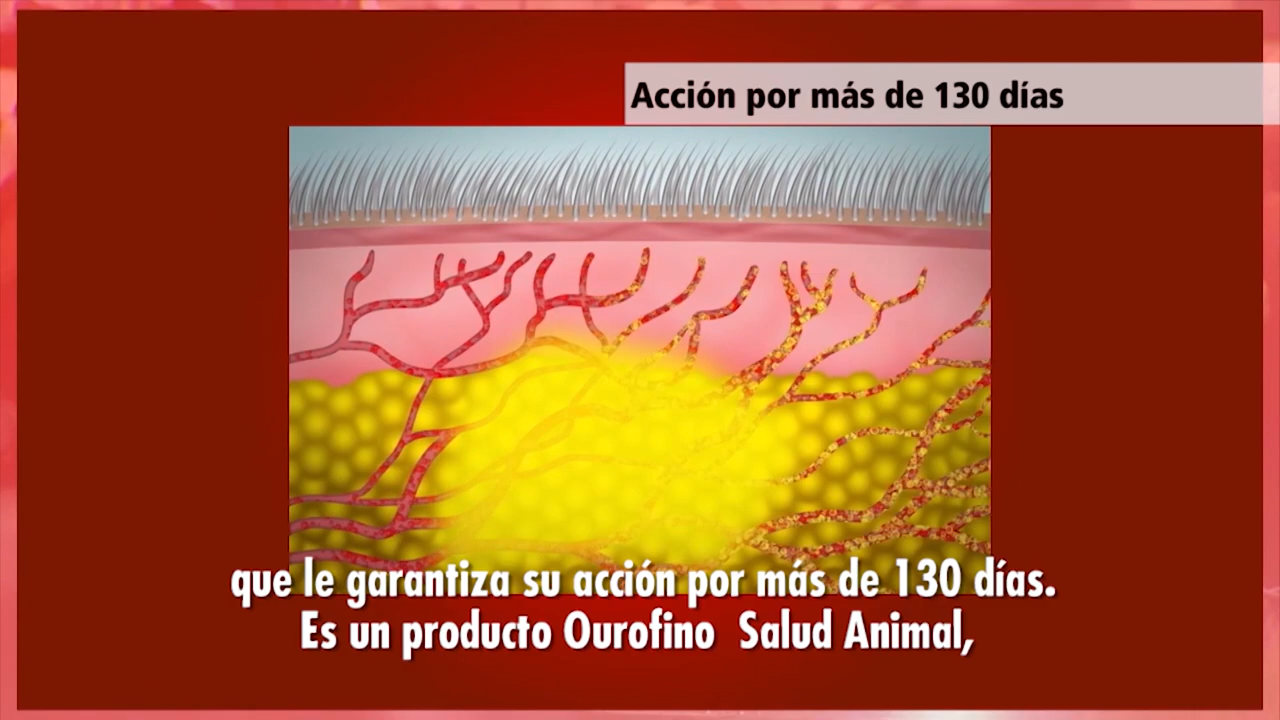 Acción por más de 130 días
que le garantiza su acción por más de 130 días.
Es un producto Ourofino Salud Animal,